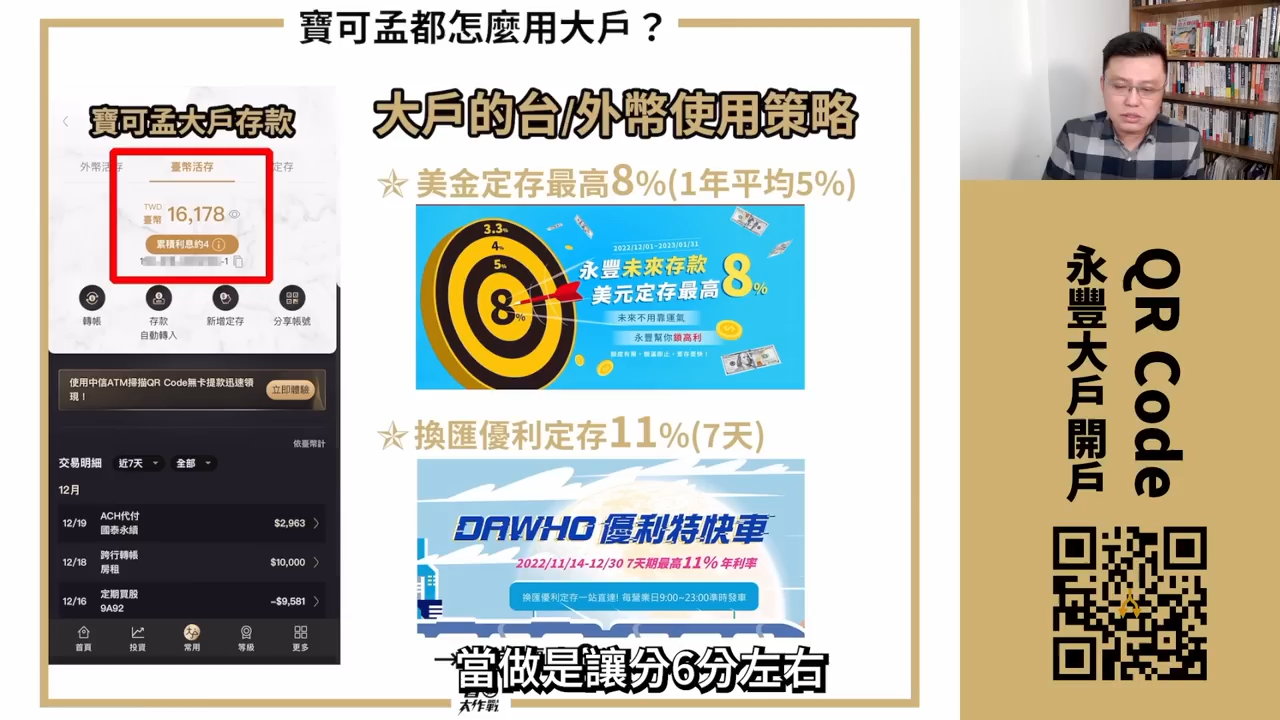 寶可孟都怎麼用大戶？
寶可孟大戶存款
外幣活存
臺幣活存
定存
TWD
臺幣
16,178
累積利息約4
轉帳
存款
自動轉入
新增定存
分享帳號
使用中信ATM掃描QR Code無卡提款迅速領
現！
立即體驗
依臺幣計
交易明細
近7天
全部
12月
12/19
ACH代付
國泰永續
$2,963
12/18
跨行轉帳
房租
$10,000
12/16
定期買股
9A92
-$9,581
首頁
投資
常用
等級
更多
大戶的台/外幣使用策略
美金定存最高8%(1年平均5%)
3.3%
4%
5%
8%
2022/12/01~2023/01/31
永豐未來存款
美元定存最高8%
未來不用靠運氣
永豐幫你鎖高利
換匯優利定存11%(7天)
DAWHO 優利特快車
2022/11/14-12/30 7天期最高11% 年利率
換匯優利定存一站直達! 每營業日9:00~23:00準時發車
當做是讓分6分左右
大作戰
QR Code
永豐大戶開戶